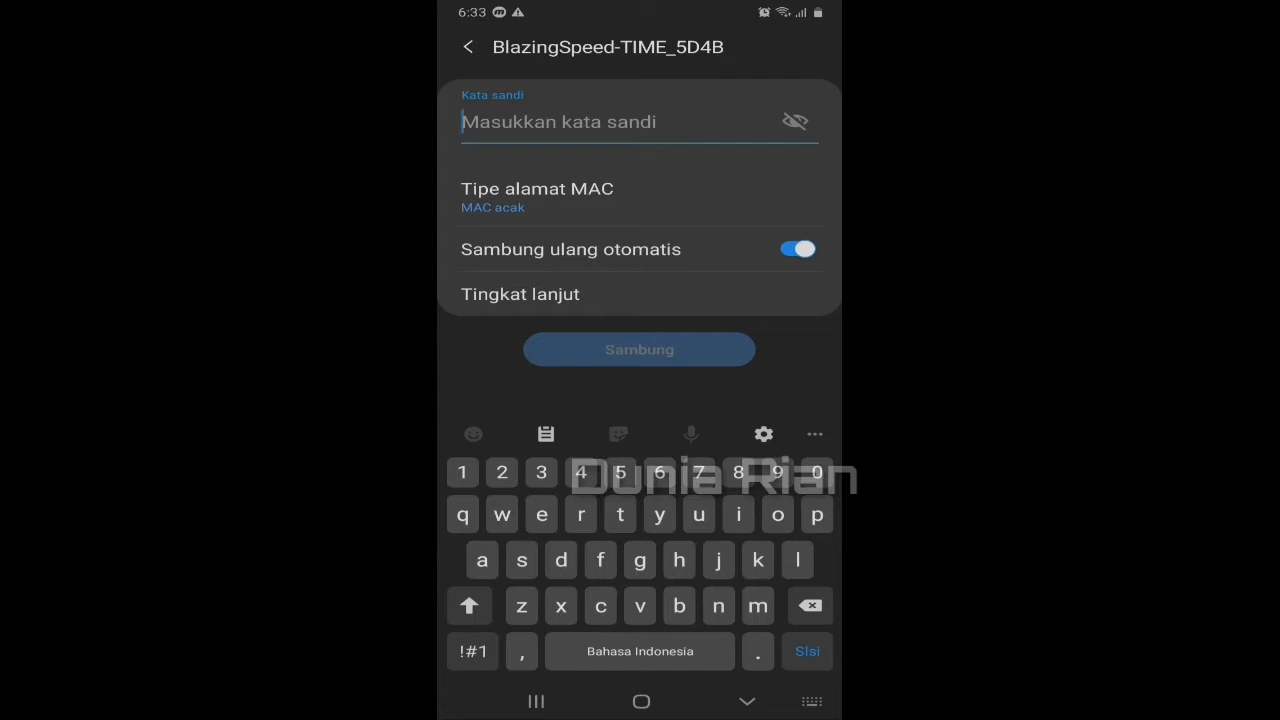 6:33
BlazingSpeed-TIME_5D4B
Kata sandi
Masukkan kata sandi
Tipe alamat MAC
MAC acak
Sambung ulang otomatis
Tingkat lanjut
Sambung
1 2 3 4 5 6 7 8 9 0
Dunia Rian
q w e r t y u i o p
a s d f g h j k l
z x c v b n m
!#1 , Bahasa Indonesia . Slsi